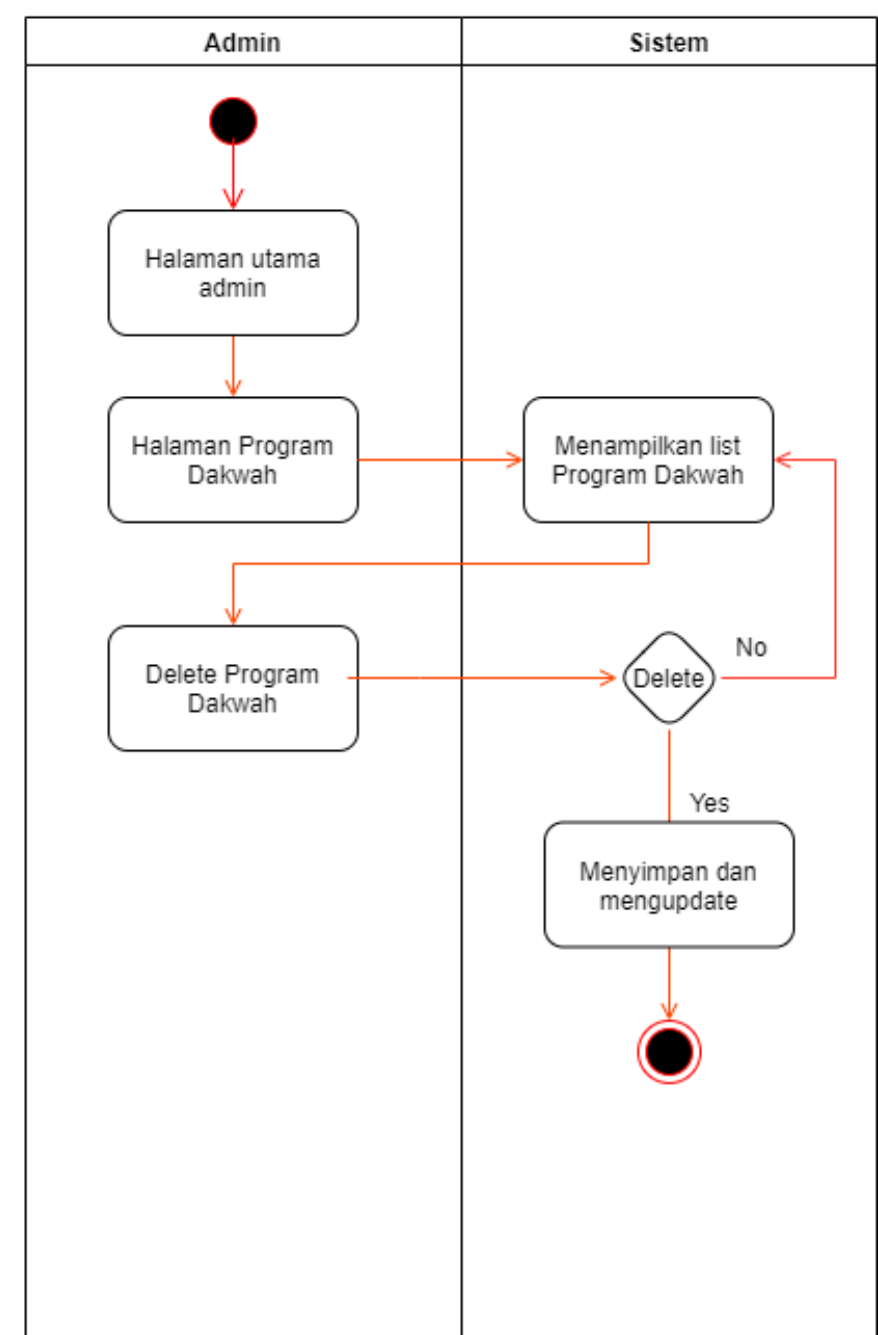 Admin
Sistem
Halaman utama
admin
Halaman Program
Dakwah
Menampilkan list
Program Dakwah
Delete Program
Dakwah
Delete
No
Yes
Menyimpan dan
mengupdate